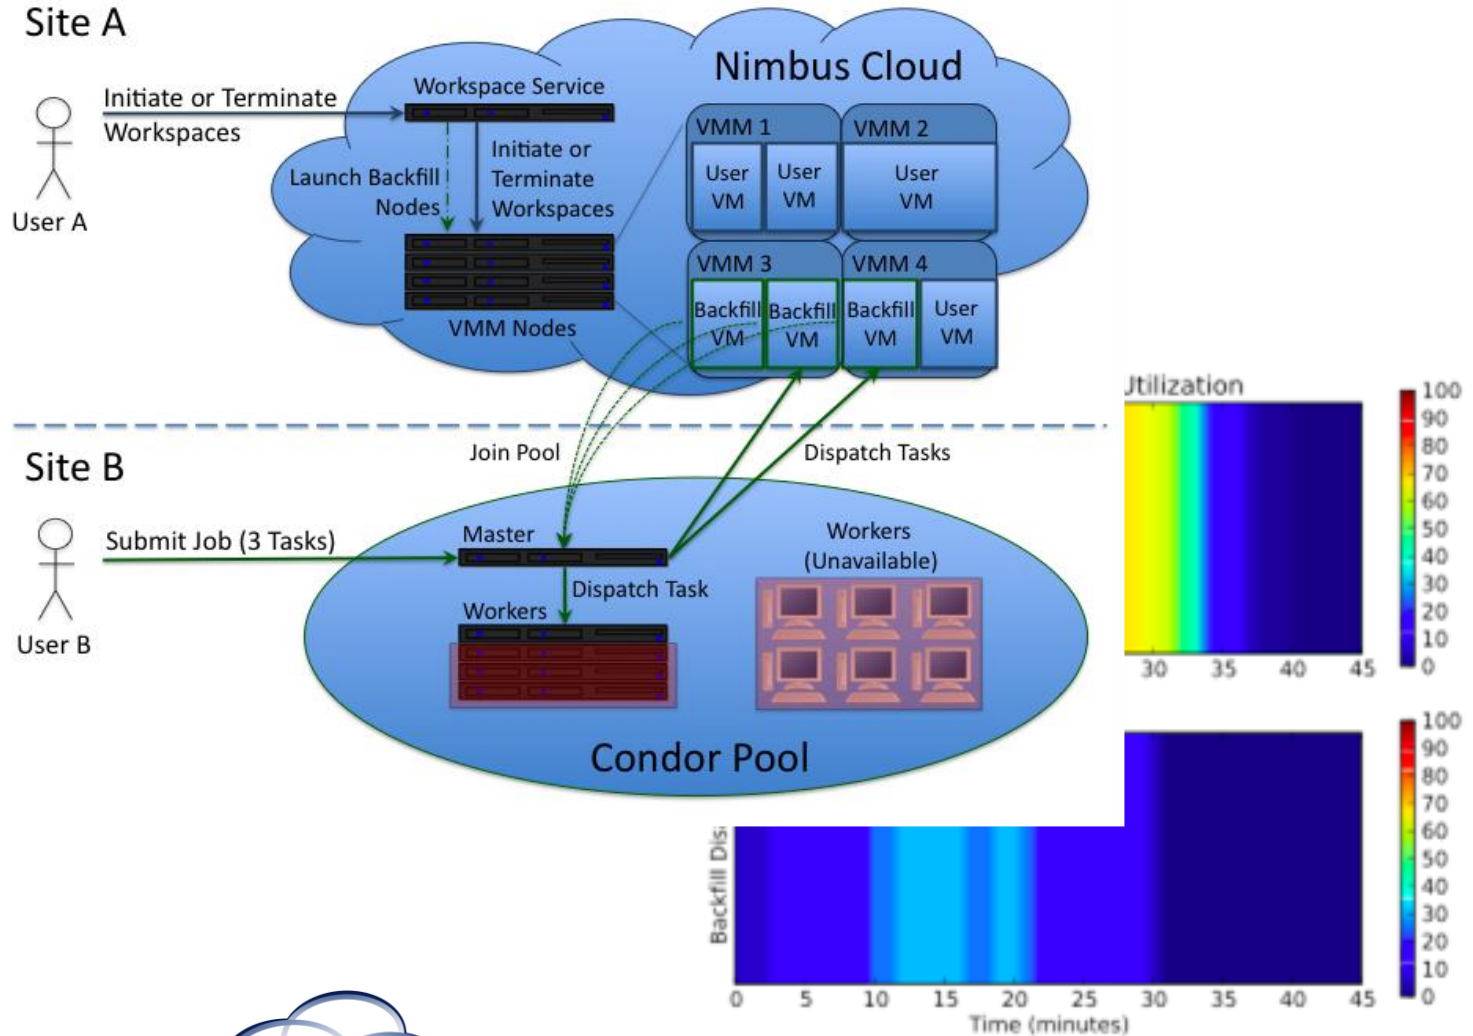 Site A
Nimbus Cloud
Workspace Service
Initiate or Terminate
Workspaces
User A
Launch Backfill
Nodes
Initiate or
Terminate
Workspaces
VMM Nodes
VMM 1
User
VM
User
VM
VMM 2
User
VM
VMM 3
Backfill
VM
Backfill
VM
VMM 4
Backfill
VM
User
VM
Join Pool
Dispatch Tasks
Site B
Submit Job (3 Tasks)
User B
Master
Dispatch Task
Workers
Workers
(Unavailable)
Condor Pool
Utilization
100
90
80
70
60
50
40
30
20
10
0
30 35 40 45
100
90
80
70
60
50
40
30
20
10
0
Backfill
0 5 10 15 20 25 30 35 40 45
Time (minutes)